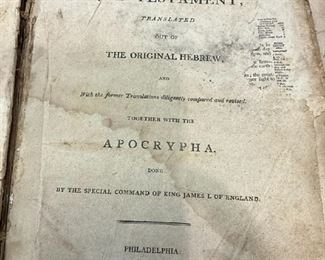 TESTAMENT,
TRANSLATED
OUT OF
THE ORIGINAL HEBREW,
AND
With the former Translations diligently compared and revised.
TOGETHER WITH THE
APOCRYPHA,
DONE
BY THE SPECIAL COMMAND OF KING JAMES I. OF ENGLAND.
PHILADELPHIA: